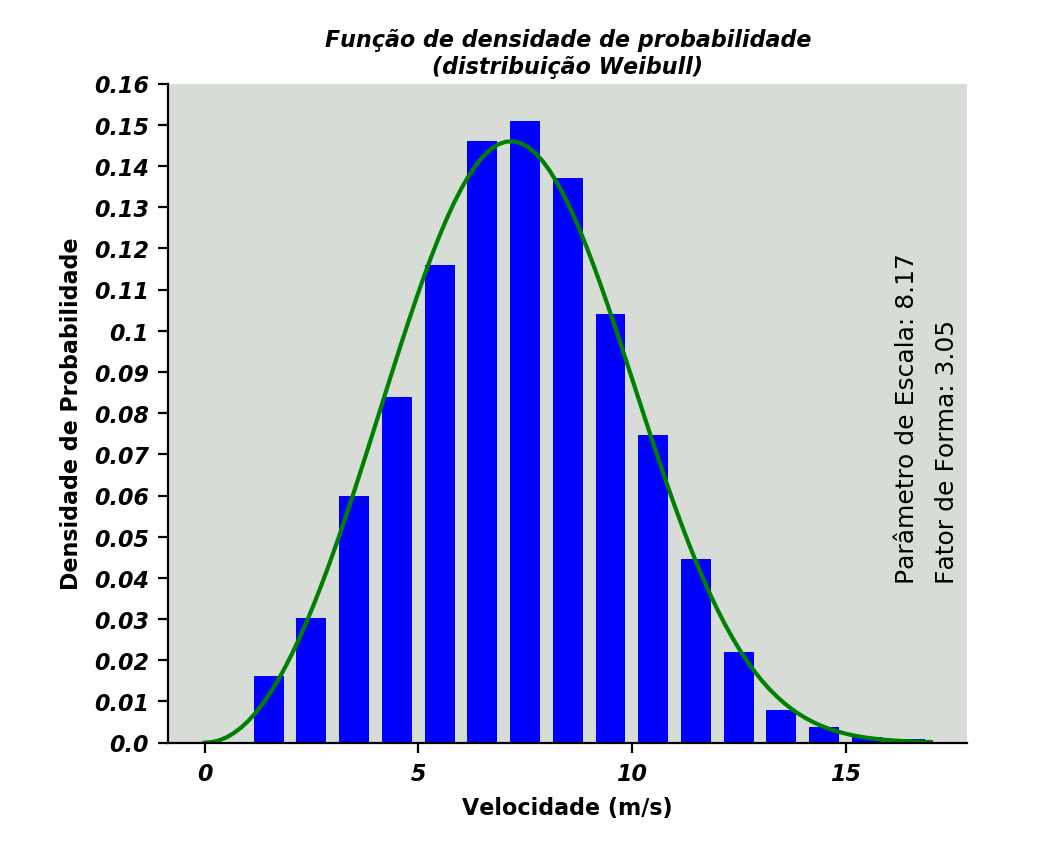 Função de densidade de probabilidade
(distribuição Weibull)
0.16
0.15
0.14
0.13
0.12
0.11
0.1
0.09
0.08
0.07
0.06
0.05
0.04
0.03
0.02
0.01
0.0
Densidade de Probabilidade
Parâmetro de Escala: 8.17
Fator de Forma: 3.05
0 5 10 15
Velocidade (m/s)